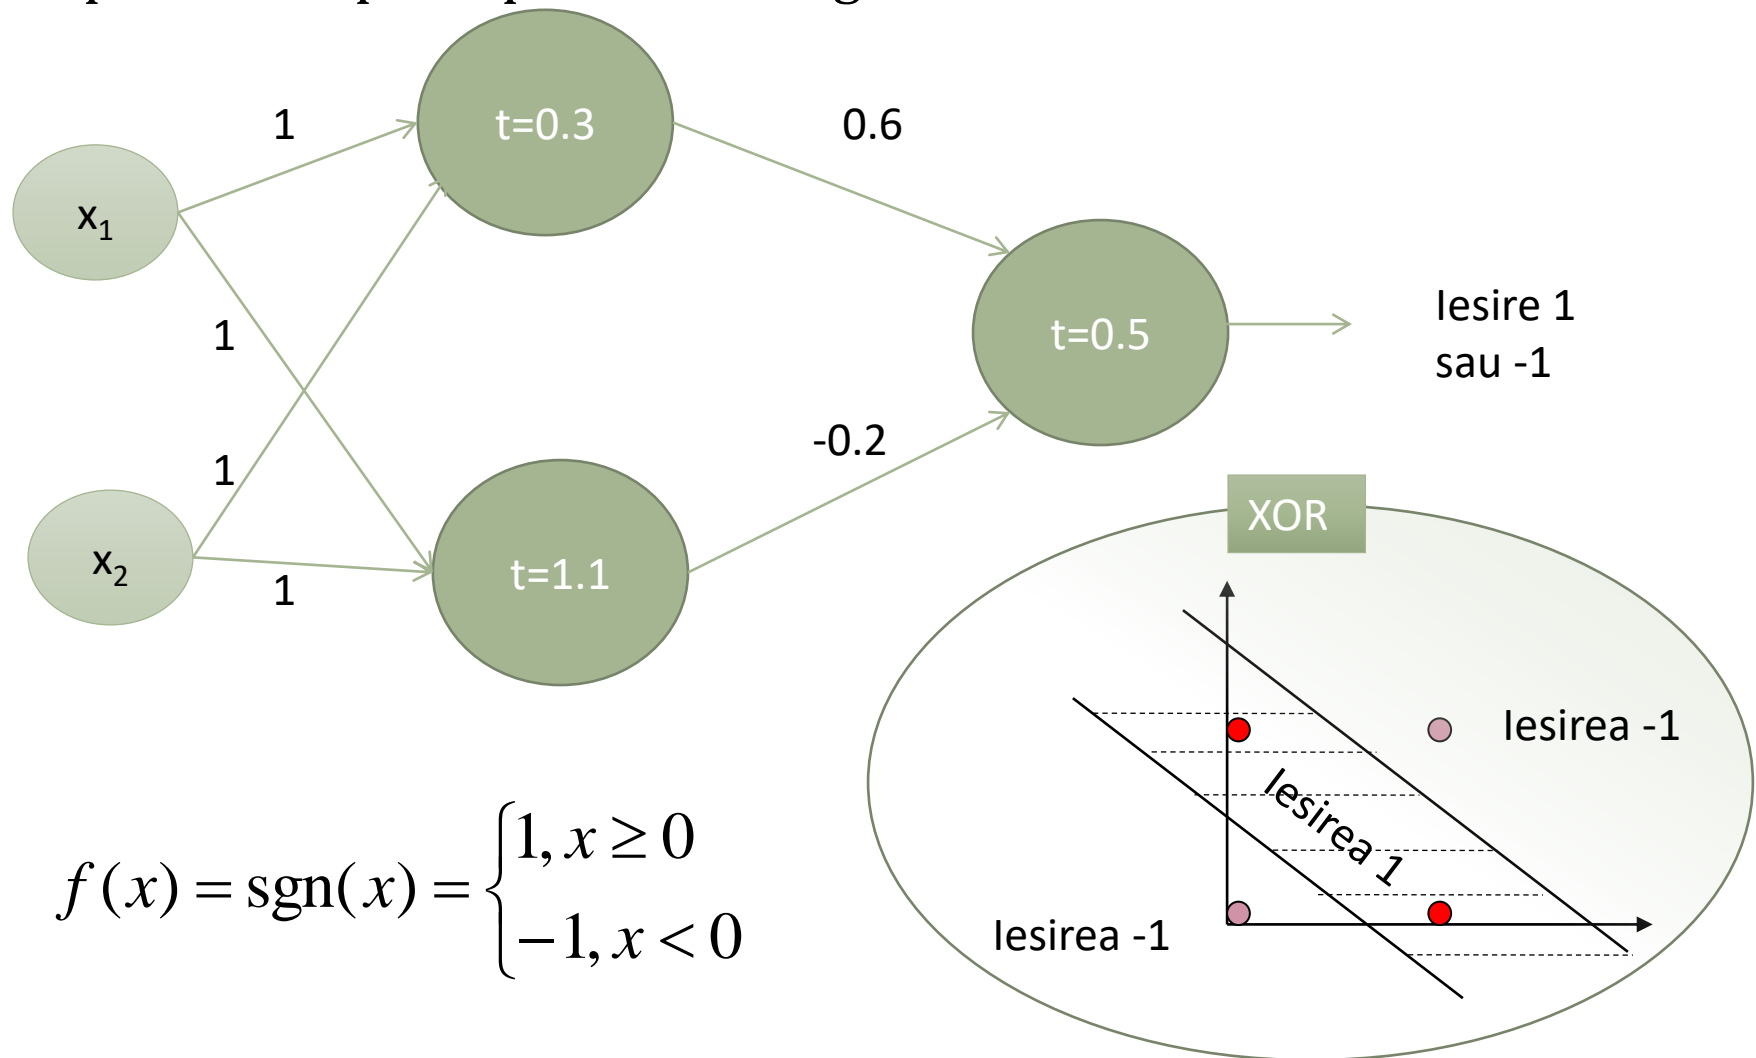 1
t=0.3
0.6
x₁
1
t=0.5
Iesire 1
sau -1
-0.2
1
x₂
1
t=1.1
XOR
Iesirea -1
Iesirea 1
Iesirea -1
f(x) = sgn(x) = { 1, x ≥ 0
−1, x < 0